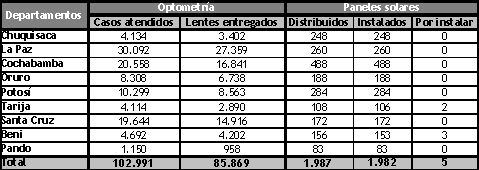 Departamentos Optometría Paneles solares
Casos atendidos Lentes entregados Distribuidos Instalados Por instalar
Chuquisaca 4.134 3.402 248 248 0
La Paz 30.092 27.359 260 260 0
Cochabamba 20.558 16.841 488 488 0
Oruro 8.308 6.738 188 188 0
Potosí 10.299 8.563 284 284 0
Tarija 4.114 2.890 108 106 2
Santa Cruz 19.644 14.916 172 172 0
Beni 4.692 4.202 156 153 3
Pando 1.150 958 83 83 0
Total 102.991 85.869 1.987 1.982 5